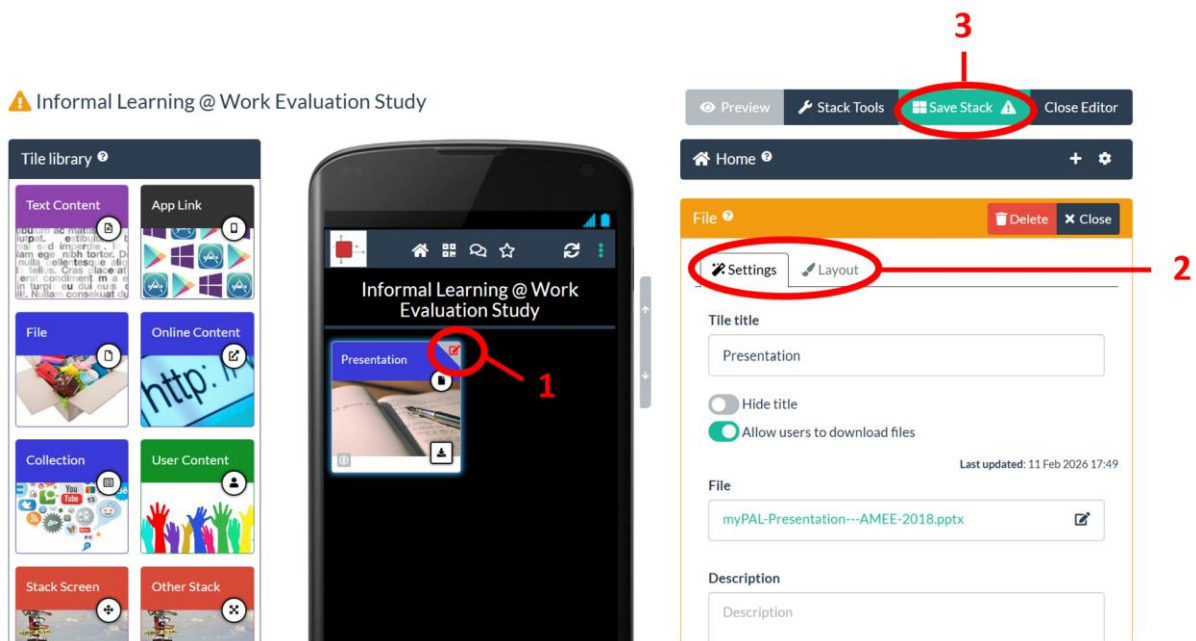 3
Informal Learning @ Work Evaluation Study
Preview
Stack Tools
Save Stack
Close Editor
Tile library
Home
Text Content
App Link
File
Delete
Close
Settings
Layout
2
Informal Learning @ Work
Evaluation Study
Tile title
Presentation
File
Online Content
http:
Presentation
1
Hide title
Allow users to download files
Last updated: 11 Feb 2026 17:49
File
myPAL-Presentation---AMEE-2018.pptx
Collection
User Content
You
Tube
Description
Description
Stack Screen
Other Stack